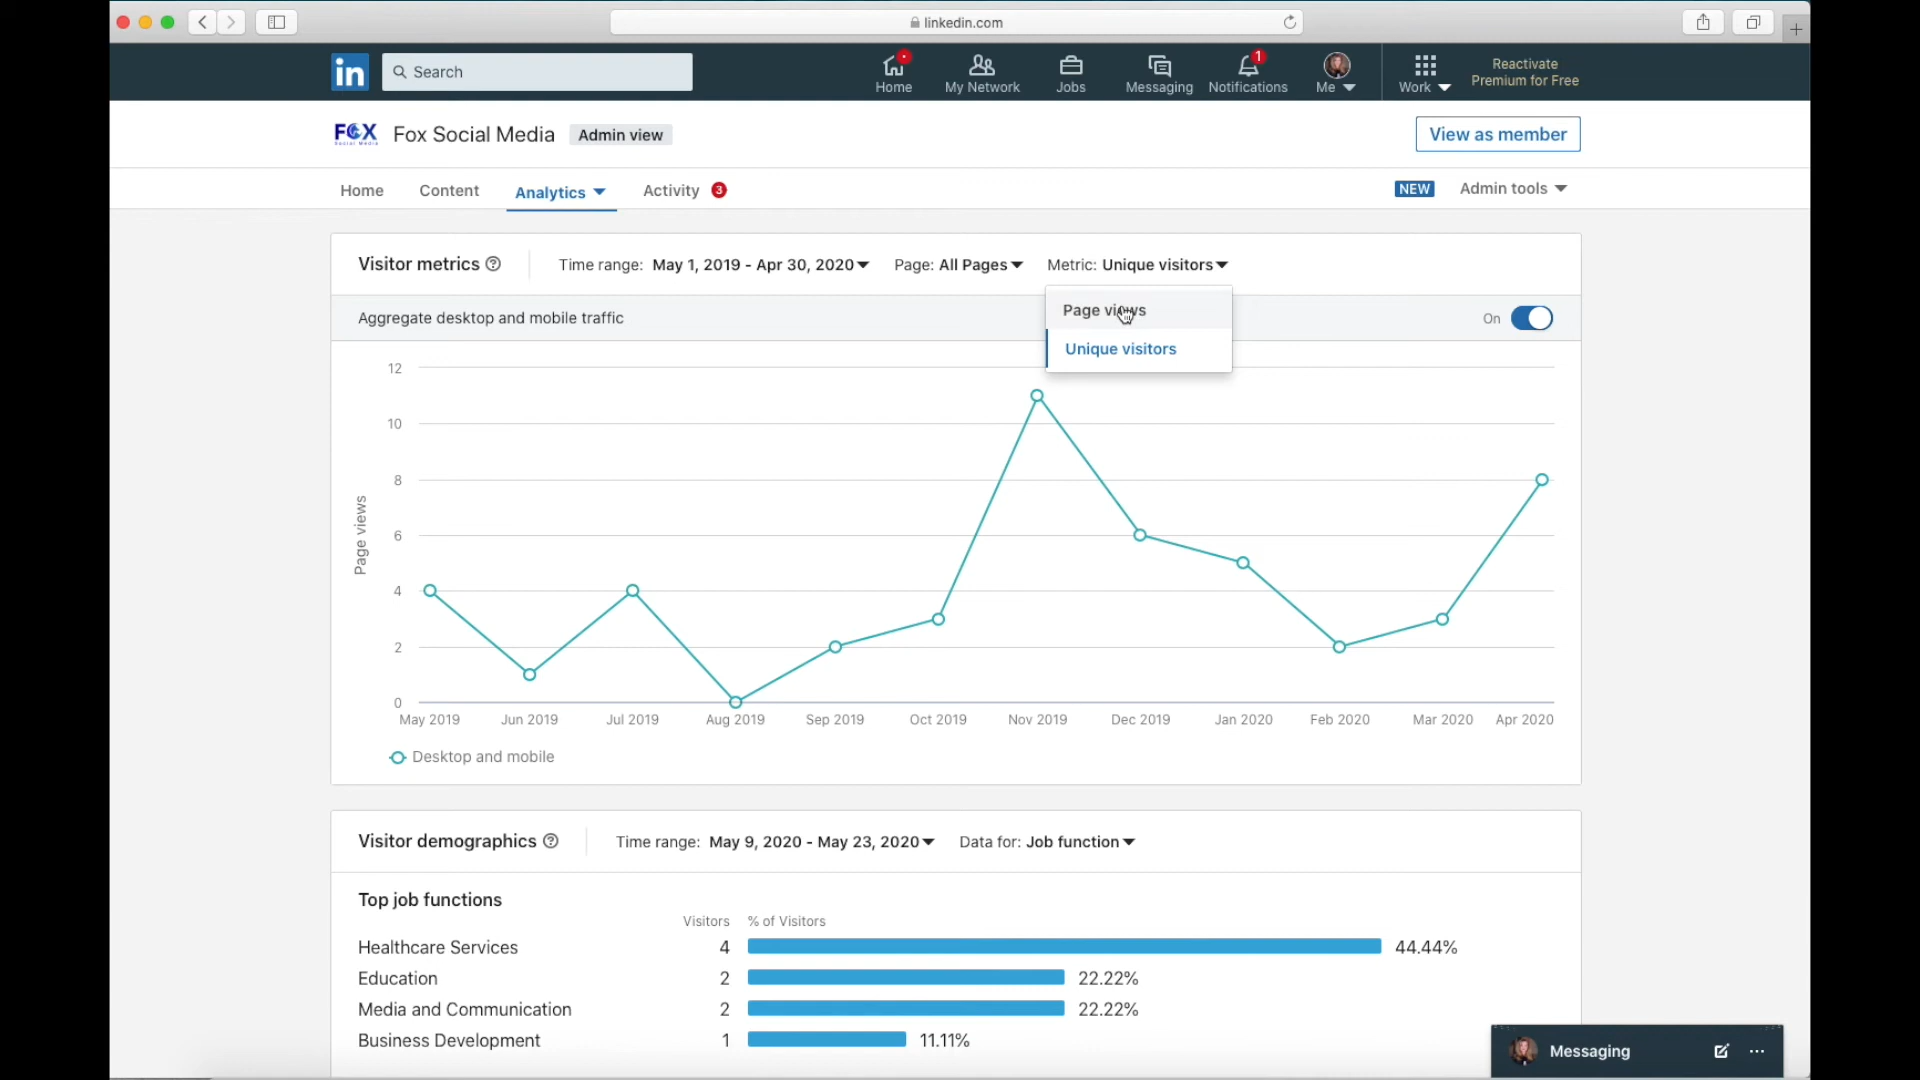 linkedin.com
in
Search
Home
My Network
Jobs
Messaging
1
Notifications
Me
Work
Reactivate
Premium for Free
FOX
Social Media
Fox Social Media
Admin view
View as member
Home
Content
Analytics
Activity 3
NEW
Admin tools
Visitor metrics ?
Time range: May 1, 2019 - Apr 30, 2020
Page: All Pages
Metric: Unique visitors
Aggregate desktop and mobile traffic
Page views
Unique visitors
On
12
10
8
6
4
2
0
Page views
May 2019 Jun 2019 Jul 2019 Aug 2019 Sep 2019 Oct 2019 Nov 2019 Dec 2019 Jan 2020 Feb 2020 Mar 2020 Apr 2020
Desktop and mobile
Visitor demographics ?
Time range: May 9, 2020 - May 23, 2020
Data for: Job function
Top job functions
Visitors % of Visitors
Healthcare Services 4 44.44%
Education 2 22.22%
Media and Communication 2 22.22%
Business Development 1 11.11%
Messaging